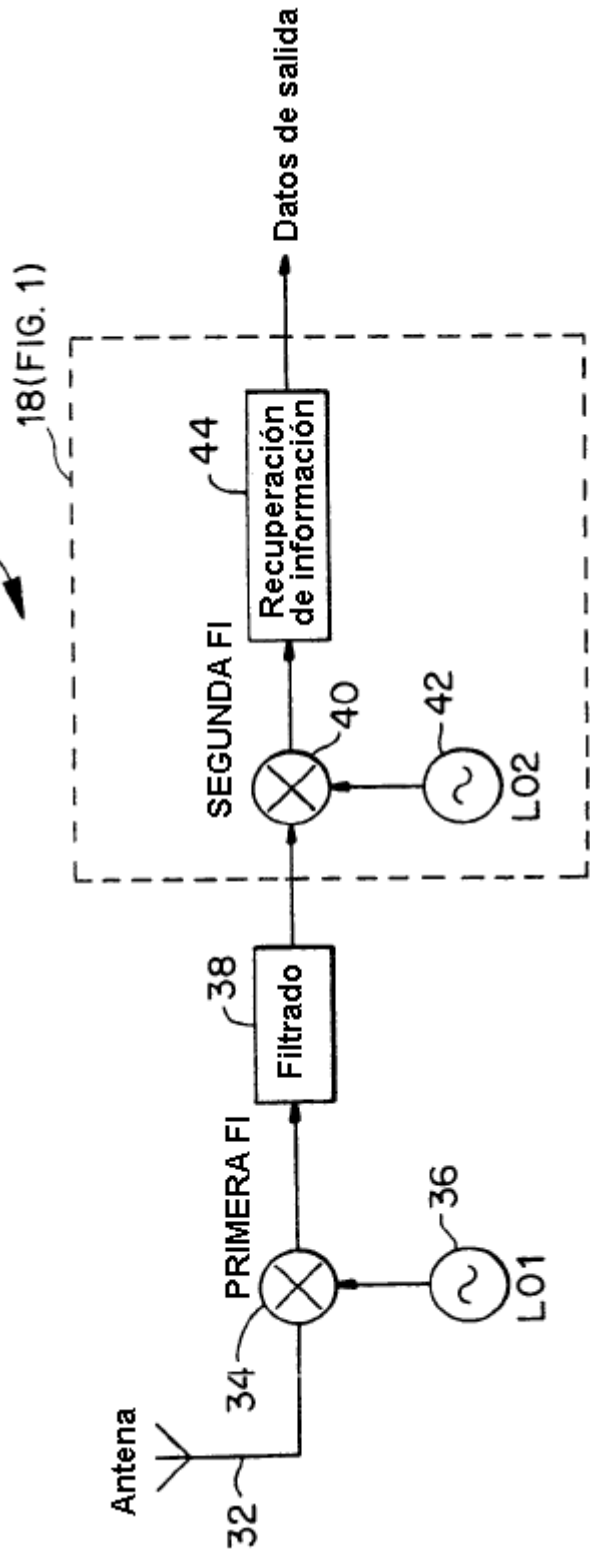 Antena
32
34
PRIMERA FI
36
LO1
38
Filtrado
18(FIG. 1)
SEGUNDA FI
40
42
LO2
44
Recuperación
de información
Datos de salida